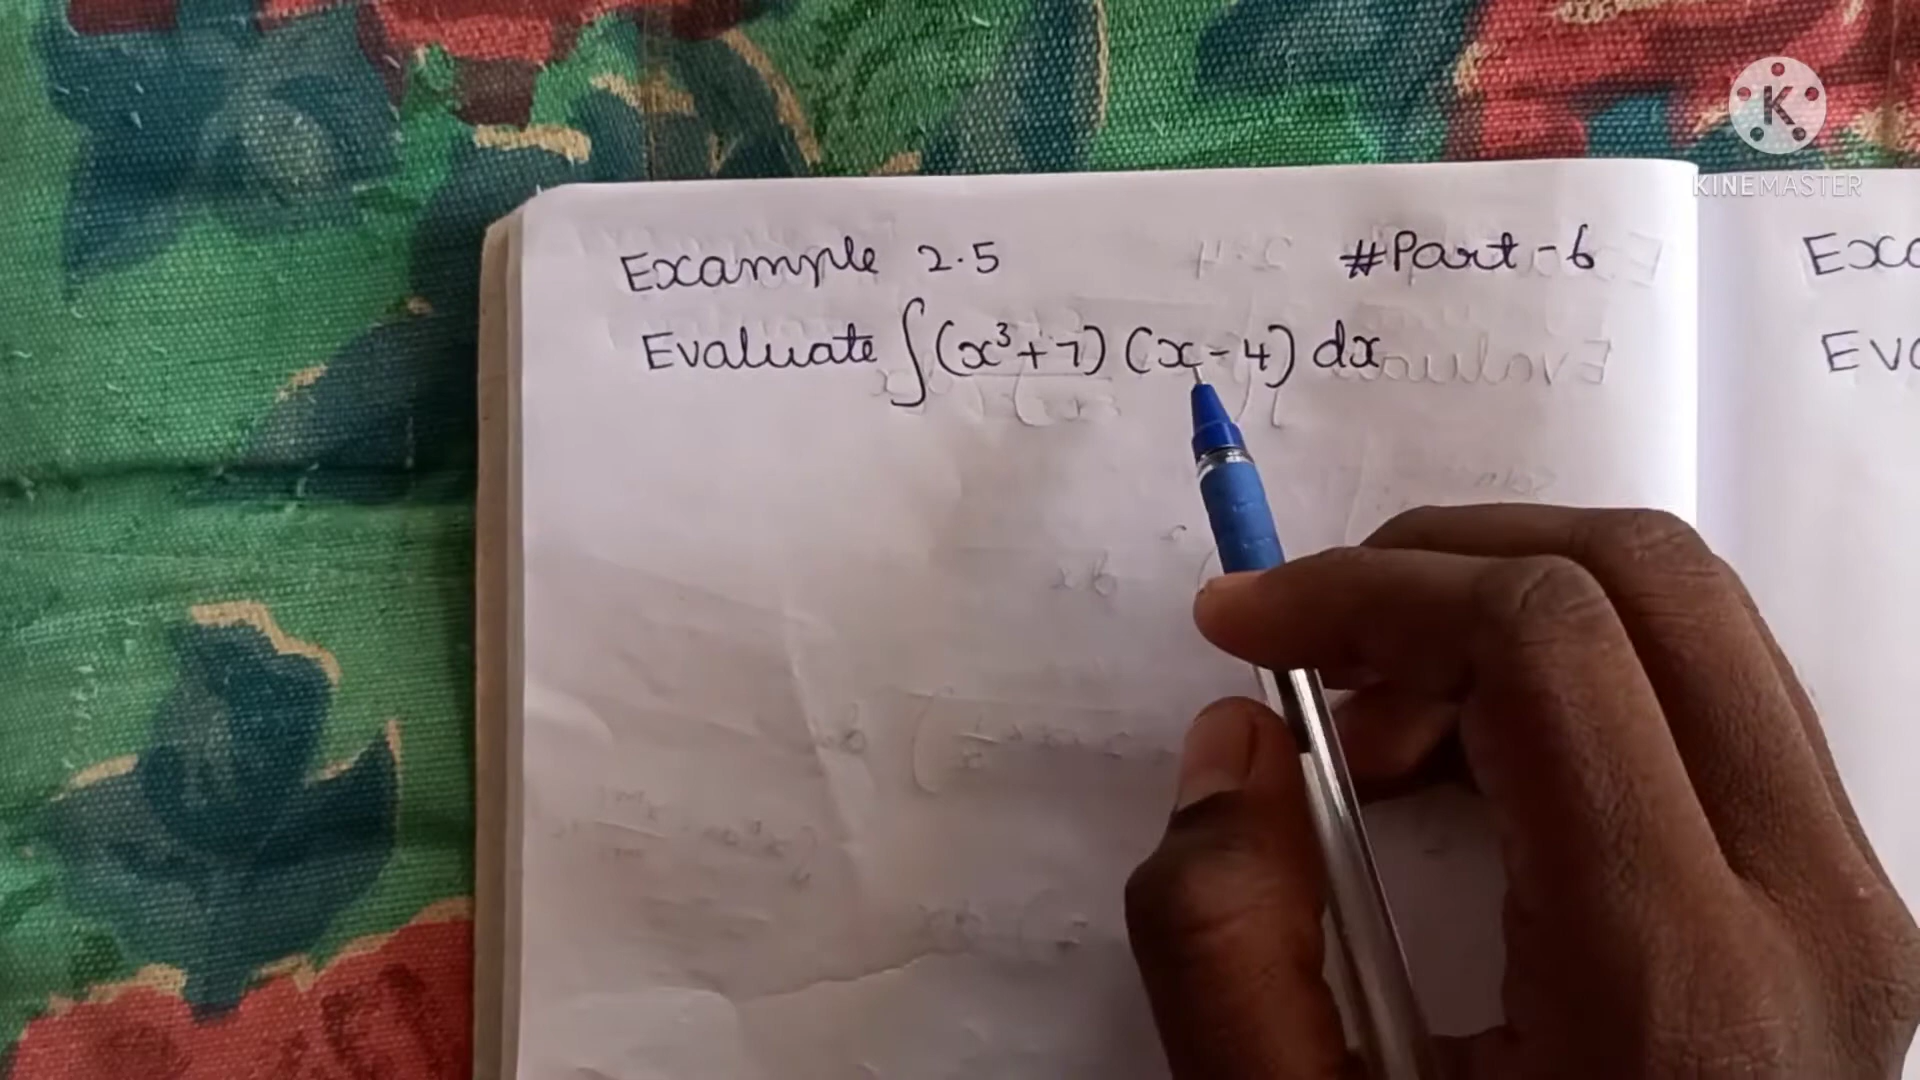 KINEMASTER
Example 2.5 #Part-6 Exa
Evaluate ∫(x³+7)(x-4) dx Eva